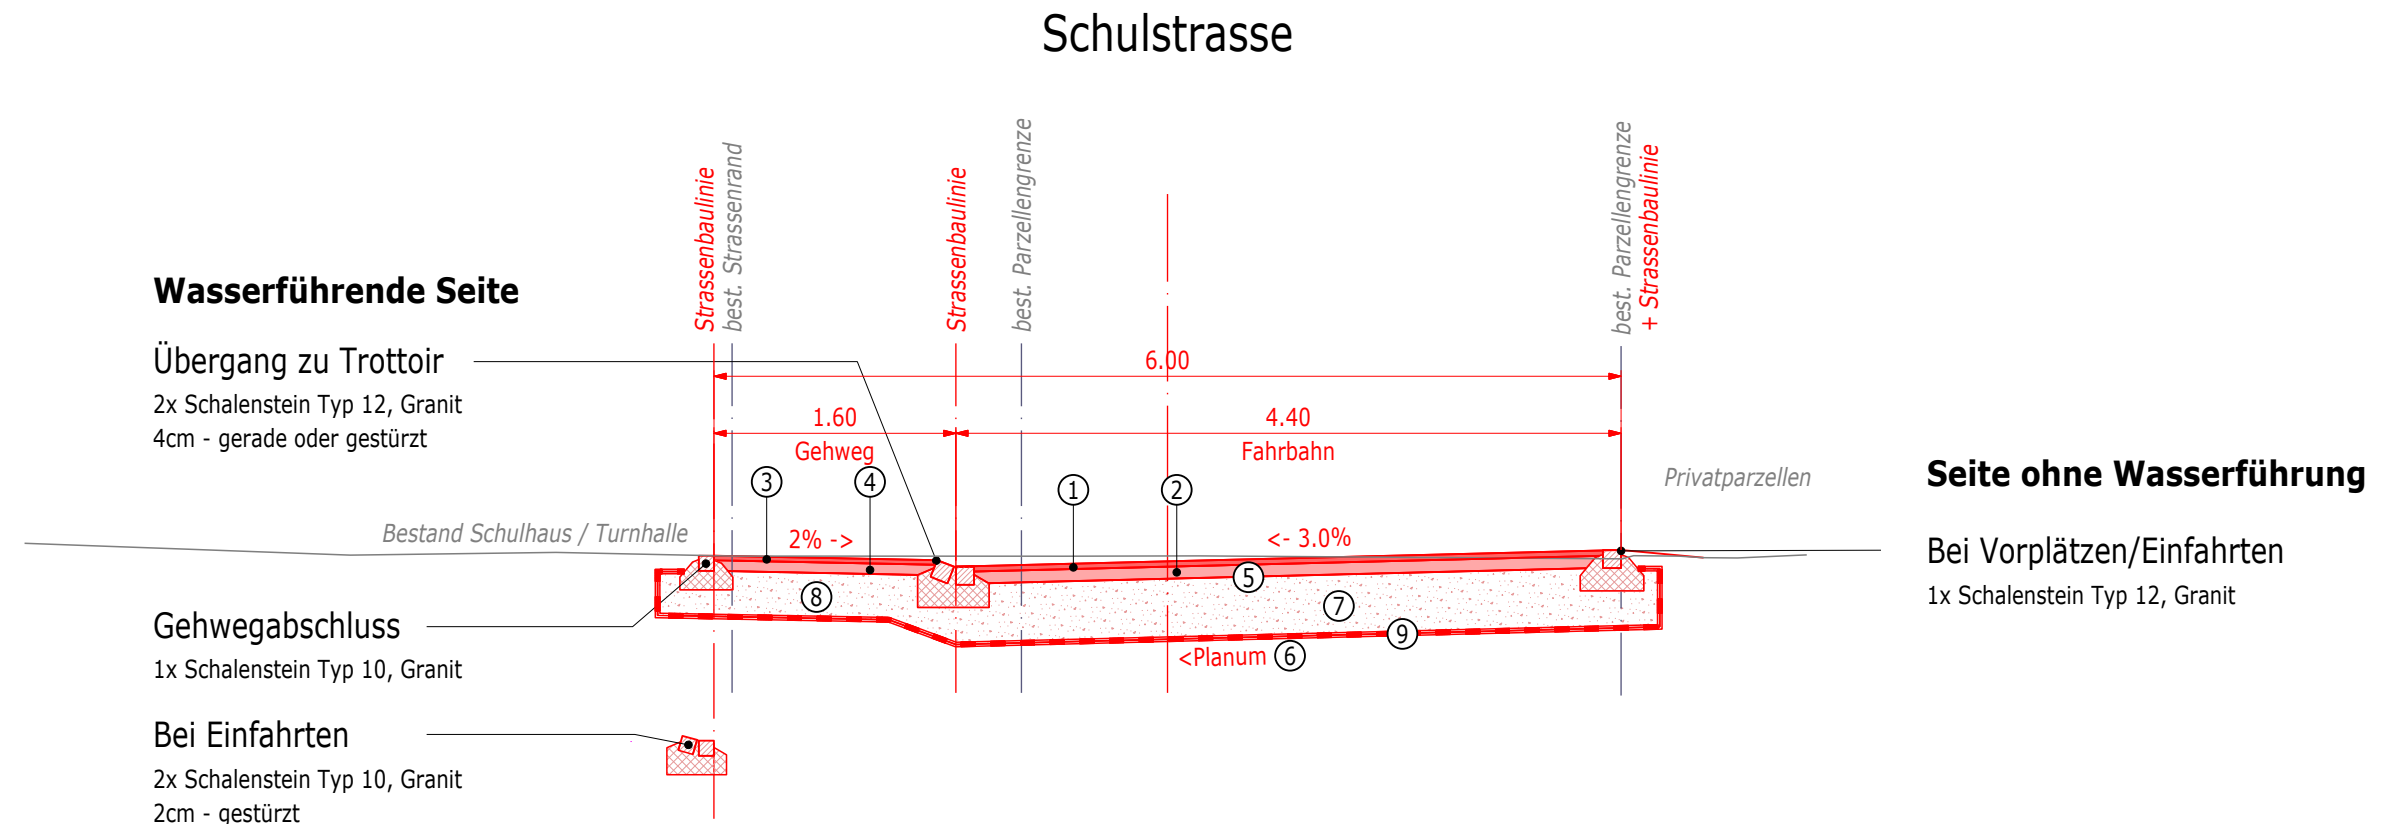 Schulstrasse
Strassenbaulinie
best. Strassenrand
Strassenbaulinie
best. Parzellengrenze
best. Parzellengrenze
+ Strassenbaulinie
Wasserführende Seite
Übergang zu Trottoir
2x Schalenstein Typ 12, Granit
4cm - gerade oder gestürzt
6.00
1.60
Gehweg
4.40
Fahrbahn
3
4
1
2
Privatparzellen
Seite ohne Wasserführung
Bei Vorplätzen/Einfahrten
1x Schalenstein Typ 12, Granit
Bestand Schulhaus / Turnhalle
2% ->
<- 3.0%
5
8
7
9
<Planum 6
Gehwegabschluss
1x Schalenstein Typ 10, Granit
Bei Einfahrten
2x Schalenstein Typ 10, Granit
2cm - gestürzt